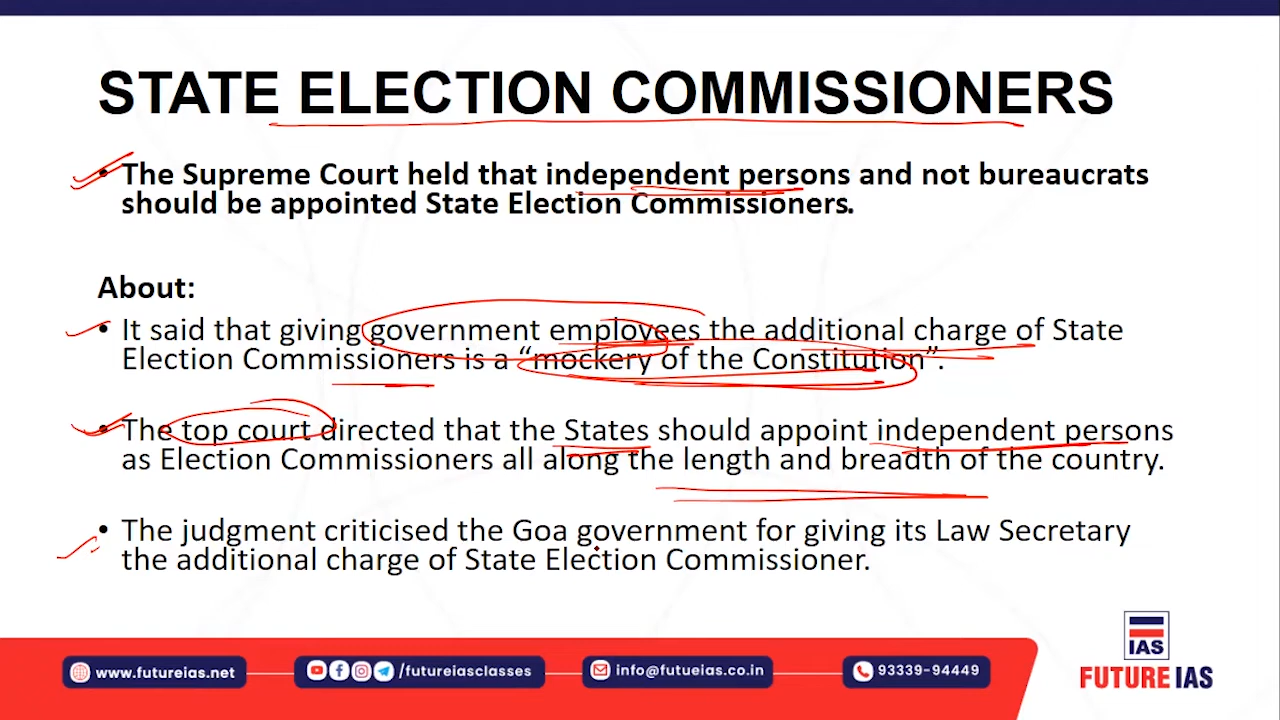 STATE ELECTION COMMISSIONERS
• The Supreme Court held that independent persons and not bureaucrats
should be appointed State Election Commissioners.
About:
• It said that giving government employees the additional charge of State
Election Commissioners is a “mockery of the Constitution”.
• The top court directed that the States should appoint independent persons
as Election Commissioners all along the length and breadth of the country.
• The judgment criticised the Goa government for giving its Law Secretary
the additional charge of State Election Commissioner.
IAS
FUTURE IAS
www.futureias.net
/futureiasclasses
info@futueias.co.in
93339-94449